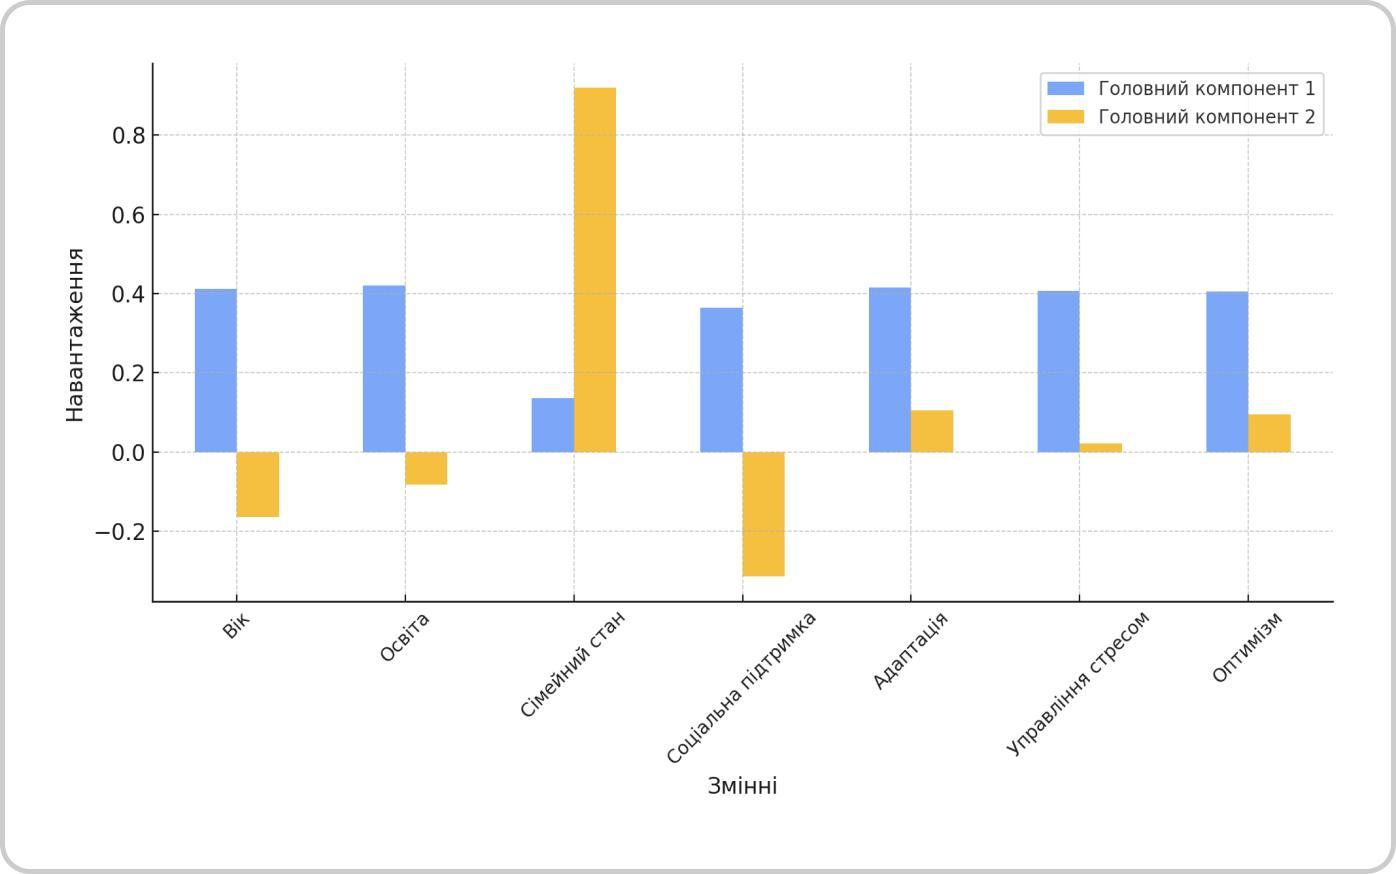 Головний компонент 1
Головний компонент 2
0.8
0.6
0.4
0.2
0.0
−0.2
Навантаження
Вік
Освіта
Сімейний стан
Соціальна підтримка
Адаптація
Управління стресом
Оптимізм
Змінні